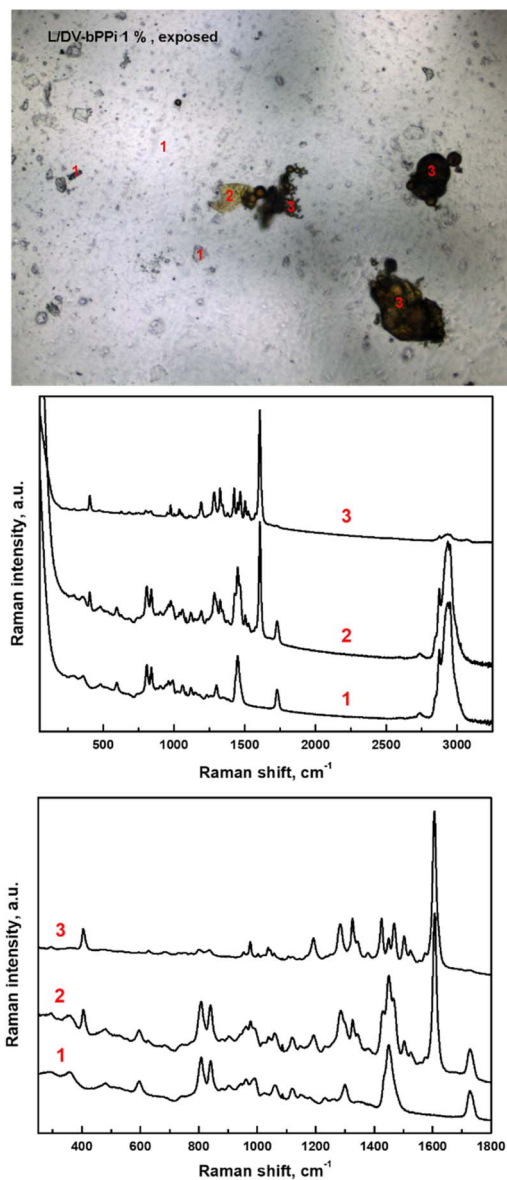 L/DV-bPPi 1 % , exposed
1
1
3
2
3
1
3
Raman intensity, a.u.
3
2
1
500 1000 1500 2000 2500 3000
Raman shift, cm⁻¹
Raman intensity, a.u.
3
2
1
400 600 800 1000 1200 1400 1600 1800
Raman shift, cm⁻¹